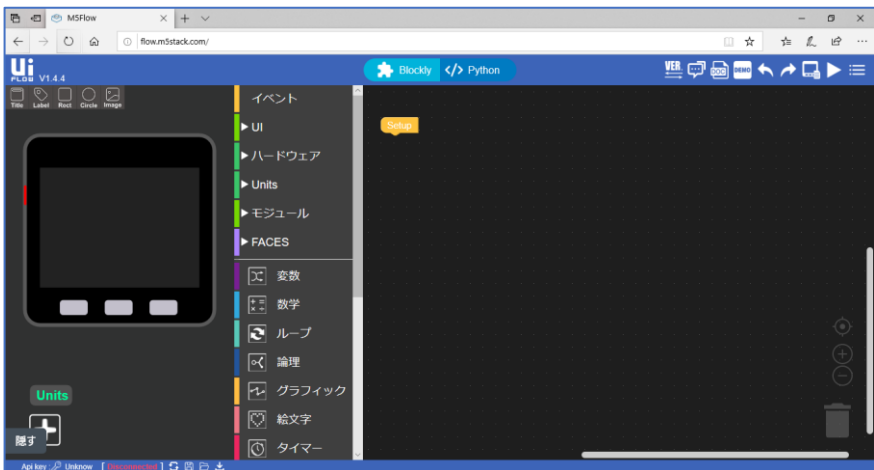 M5Flow
flow.m5stack.com/
Ui
FLOW V1.4.4
Blockly </> Python
VER.
DOC
DEMO
Title Label Rect Circle Image
イベント
UI
ハードウェア
Units
モジュール
FACES
変数
数学
ループ
論理
グラフィック
絵文字
タイマー
Setup
Units
隠す
Api key : Unknow [ Disconnected ]